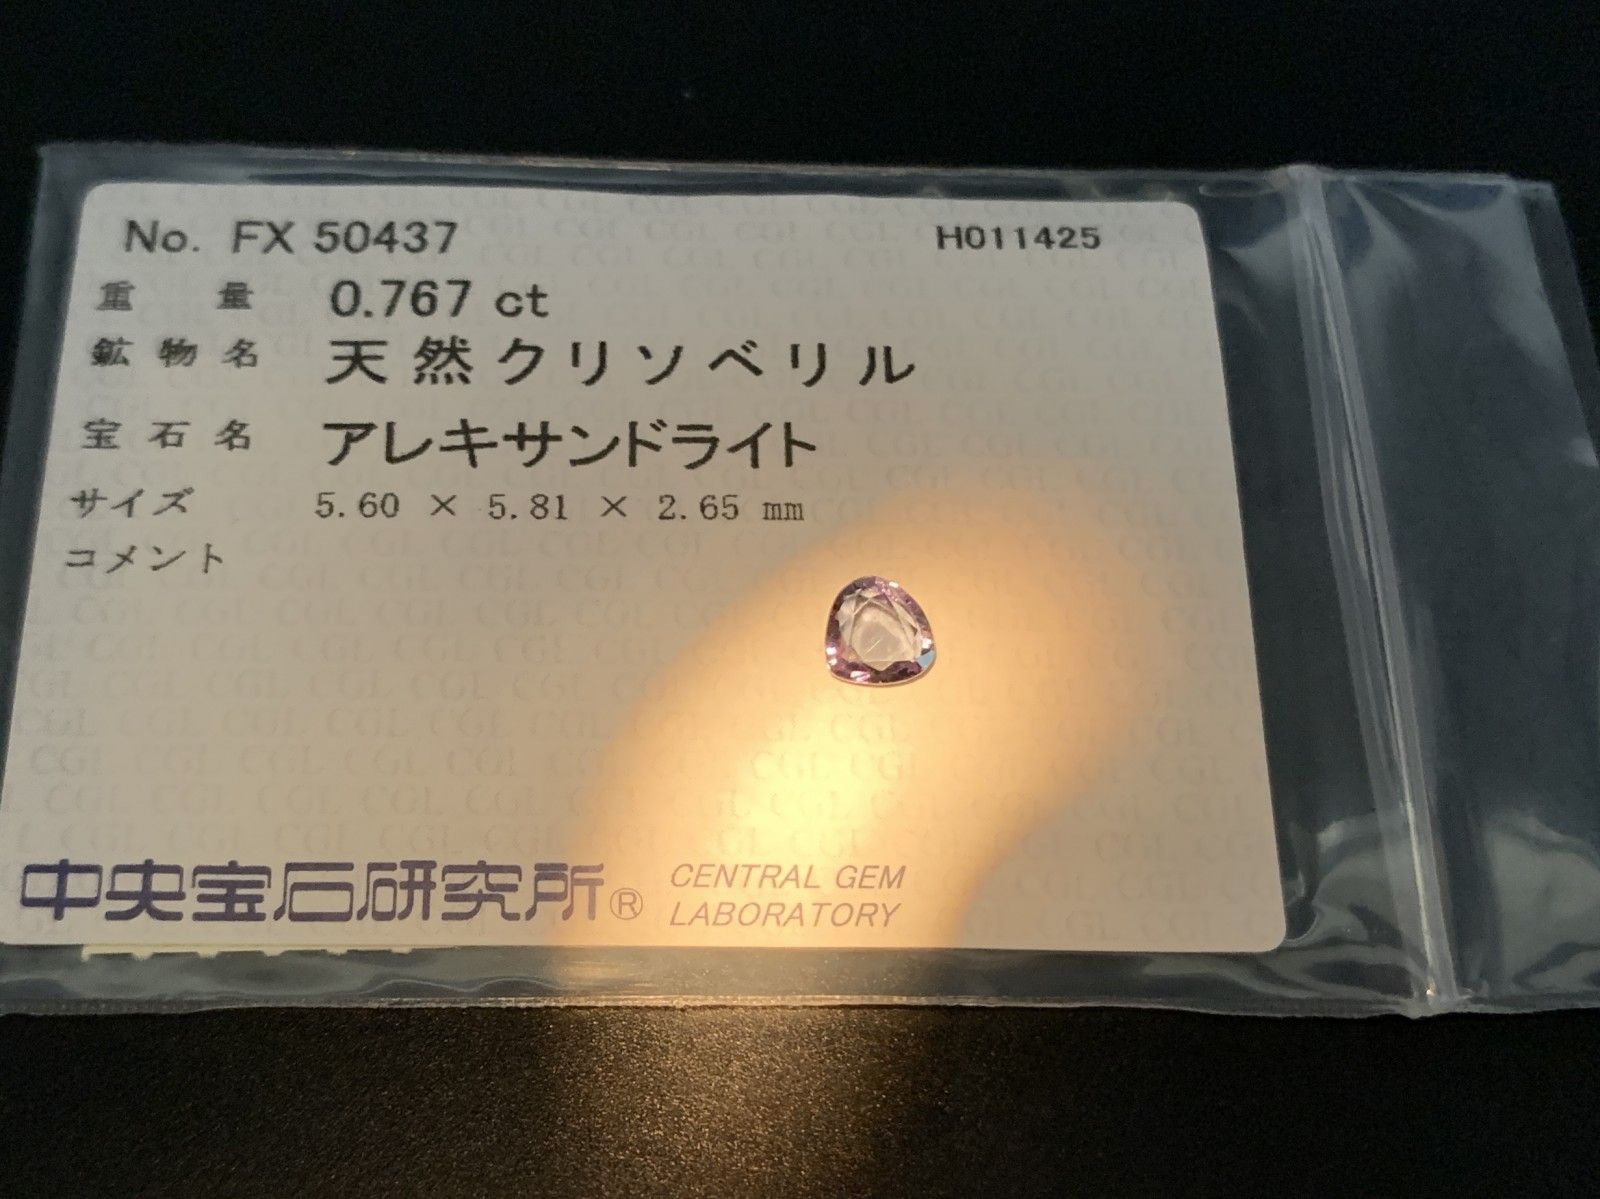 No. FX 50437 H011425
重量 0.767 ct
鉱物名 天然クリソベリル
宝石名 アレキサンドライト
サイズ 5.60 × 5.81 × 2.65 mm
コメント
中央宝石研究所® CENTRAL GEM
LABORATORY